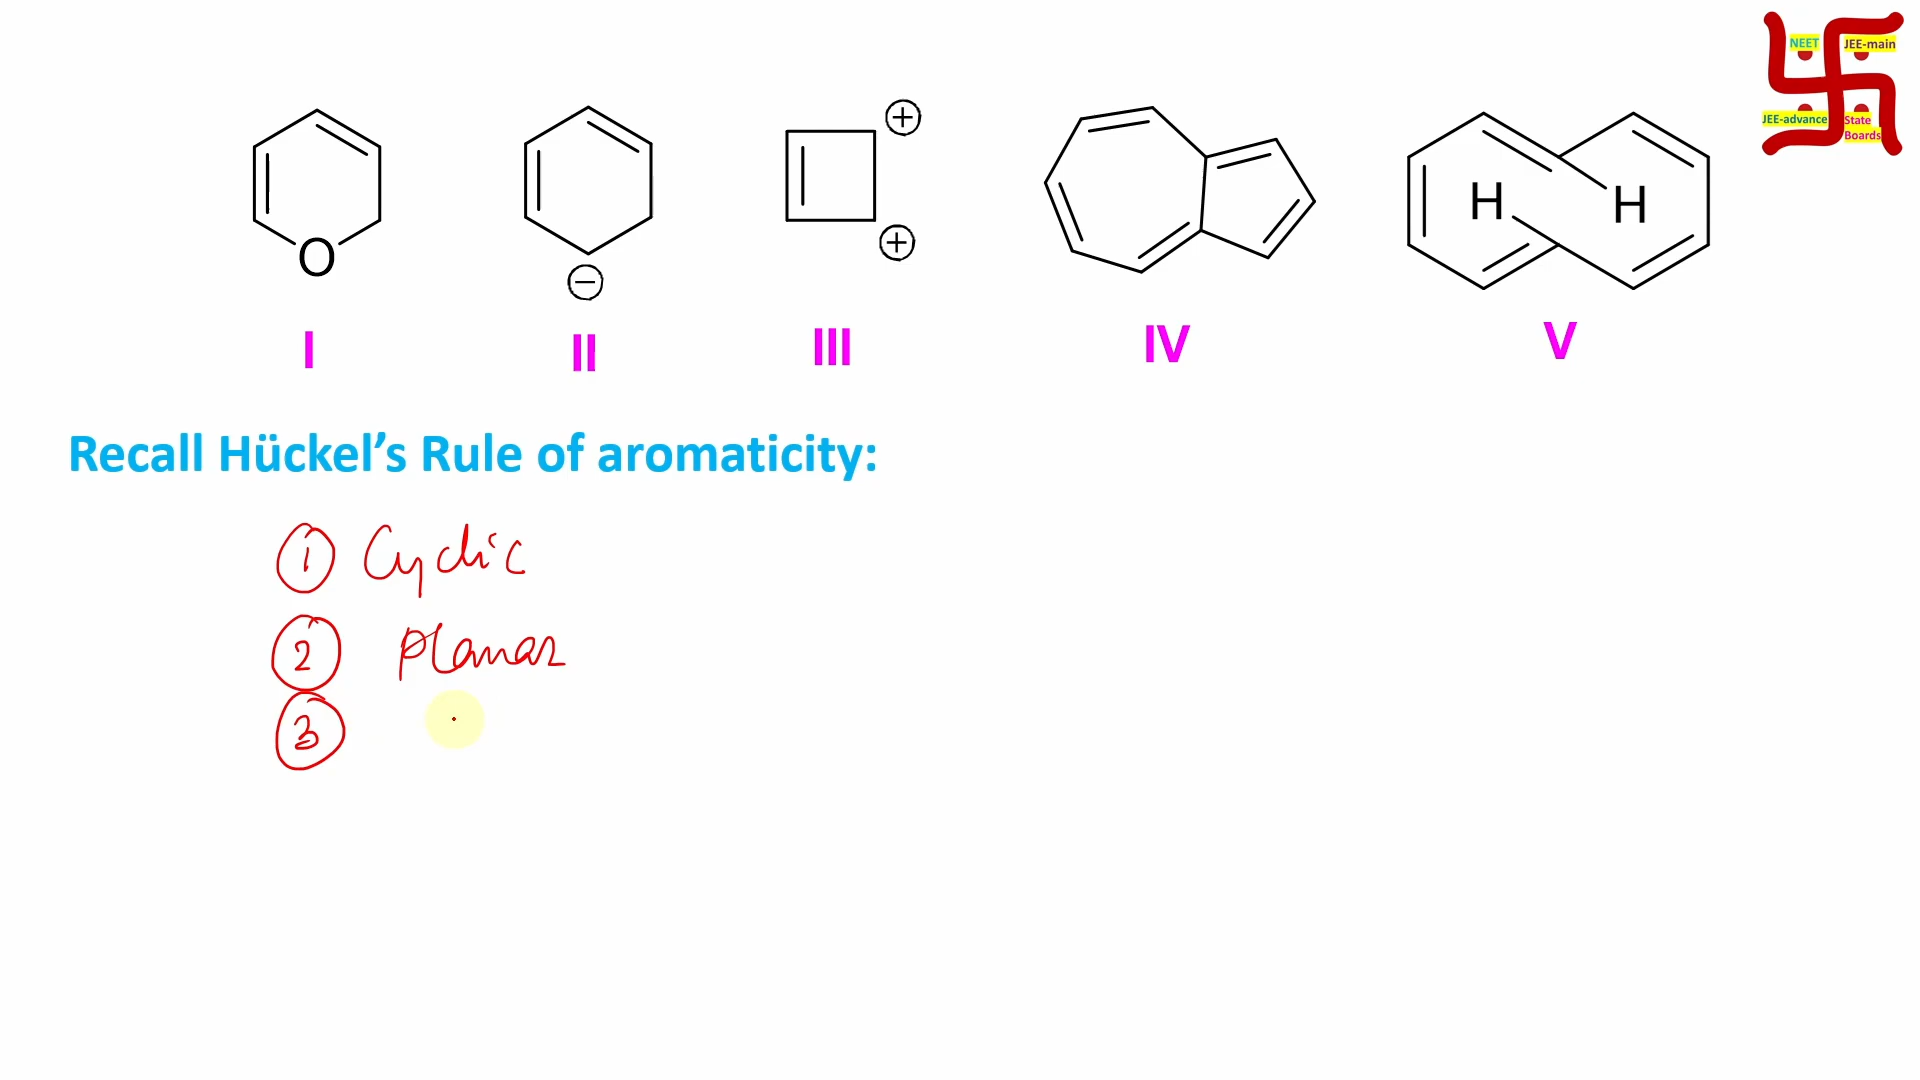 NEET JEE-main
JEE-advance State Boards
⊕
H H
O ⊖ ⊕
I II III IV V
Recall Hückel’s Rule of aromaticity:
① Cyclic
② Planar
③